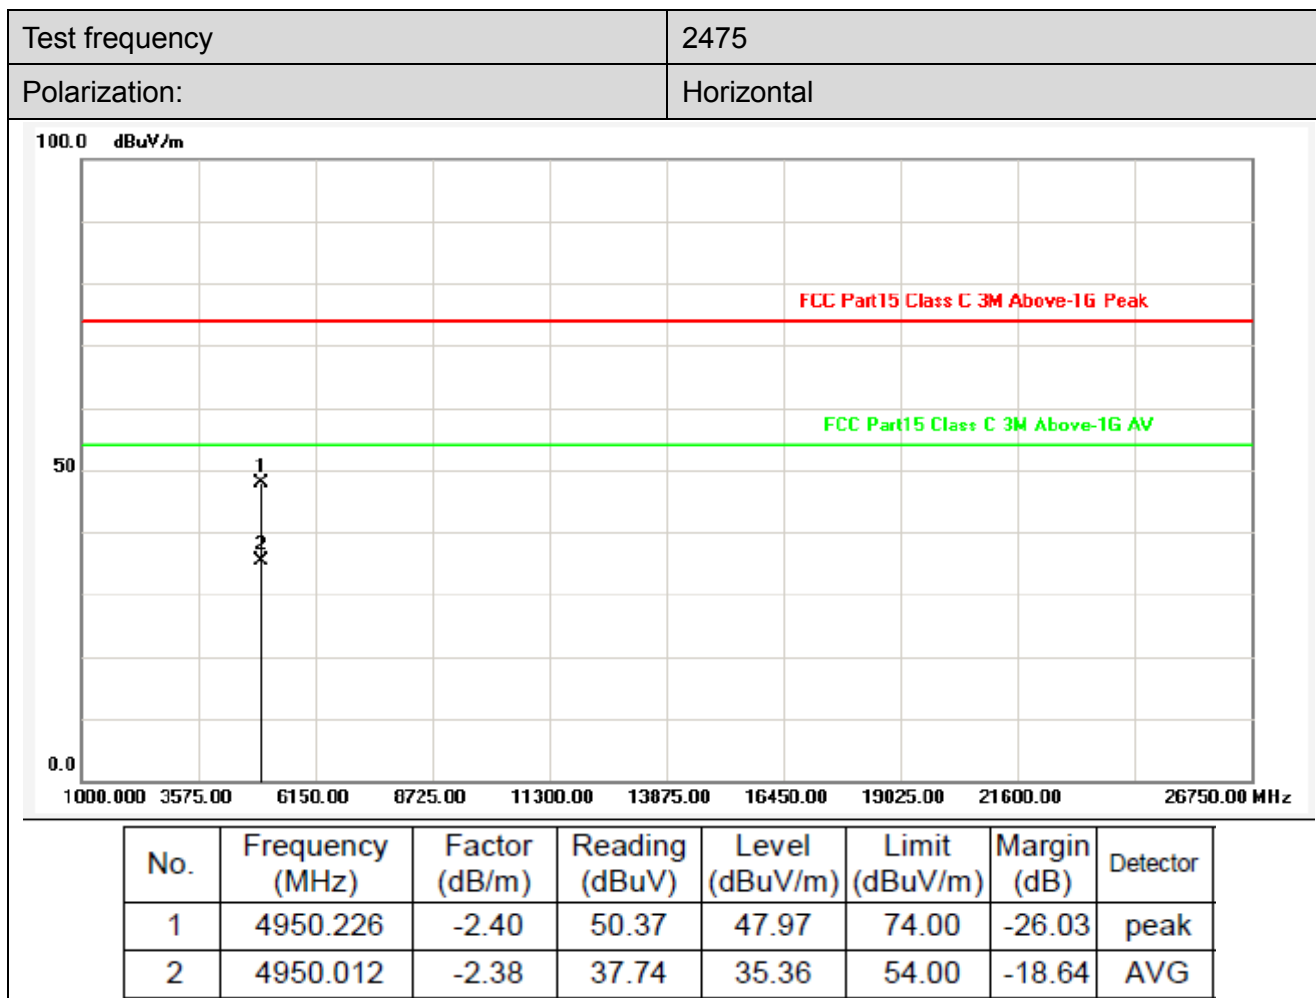 Test frequency 2475
Polarization: Horizontal
100.0 dBuV/m
FCC Part15 Class C 3M Above-1G Peak
FCC Part15 Class C 3M Above-1G AV
50
1
2
0.0
1000.000 3575.00 6150.00 8725.00 11300.00 13875.00 16450.00 19025.00 21600.00 26750.00 MHz
No. Frequency (MHz) Factor (dB/m) Reading (dBuV) Level (dBuV/m) Limit (dBuV/m) Margin (dB) Detector
1 4950.226 -2.40 50.37 47.97 74.00 -26.03 peak
2 4950.012 -2.38 37.74 35.36 54.00 -18.64 AVG